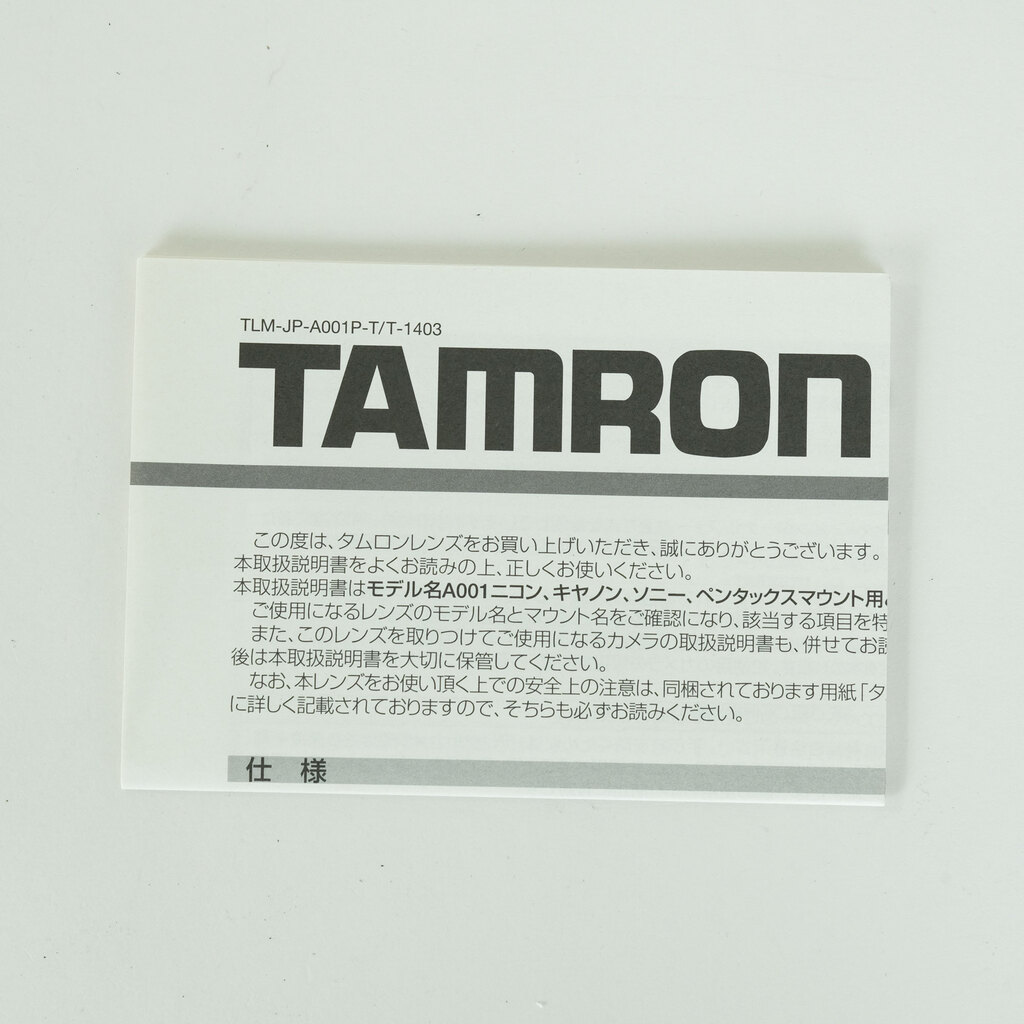 TLM-JP-A001P-T/T-1403
TAMRON
この度は、タムロンレンズをお買い上げいただき、誠にありがとうございます。
本取扱説明書をよくお読みの上、正しくお使いください。
本取扱説明書はモデル名A001ニコン、キヤノン、ソニー、ペンタックスマウント用
ご使用になるレンズのモデル名とマウント名をご確認になり、該当する項目を特
また、このレンズを取りつけてご使用になるカメラの取扱説明書も、併せてお
後は本取扱説明書を大切に保管してください。
なお、本レンズをお使い頂く上での安全上の注意は、同梱されております用紙「タ
に詳しく記載されておりますので、そちらも必ずお読みください。
仕 様